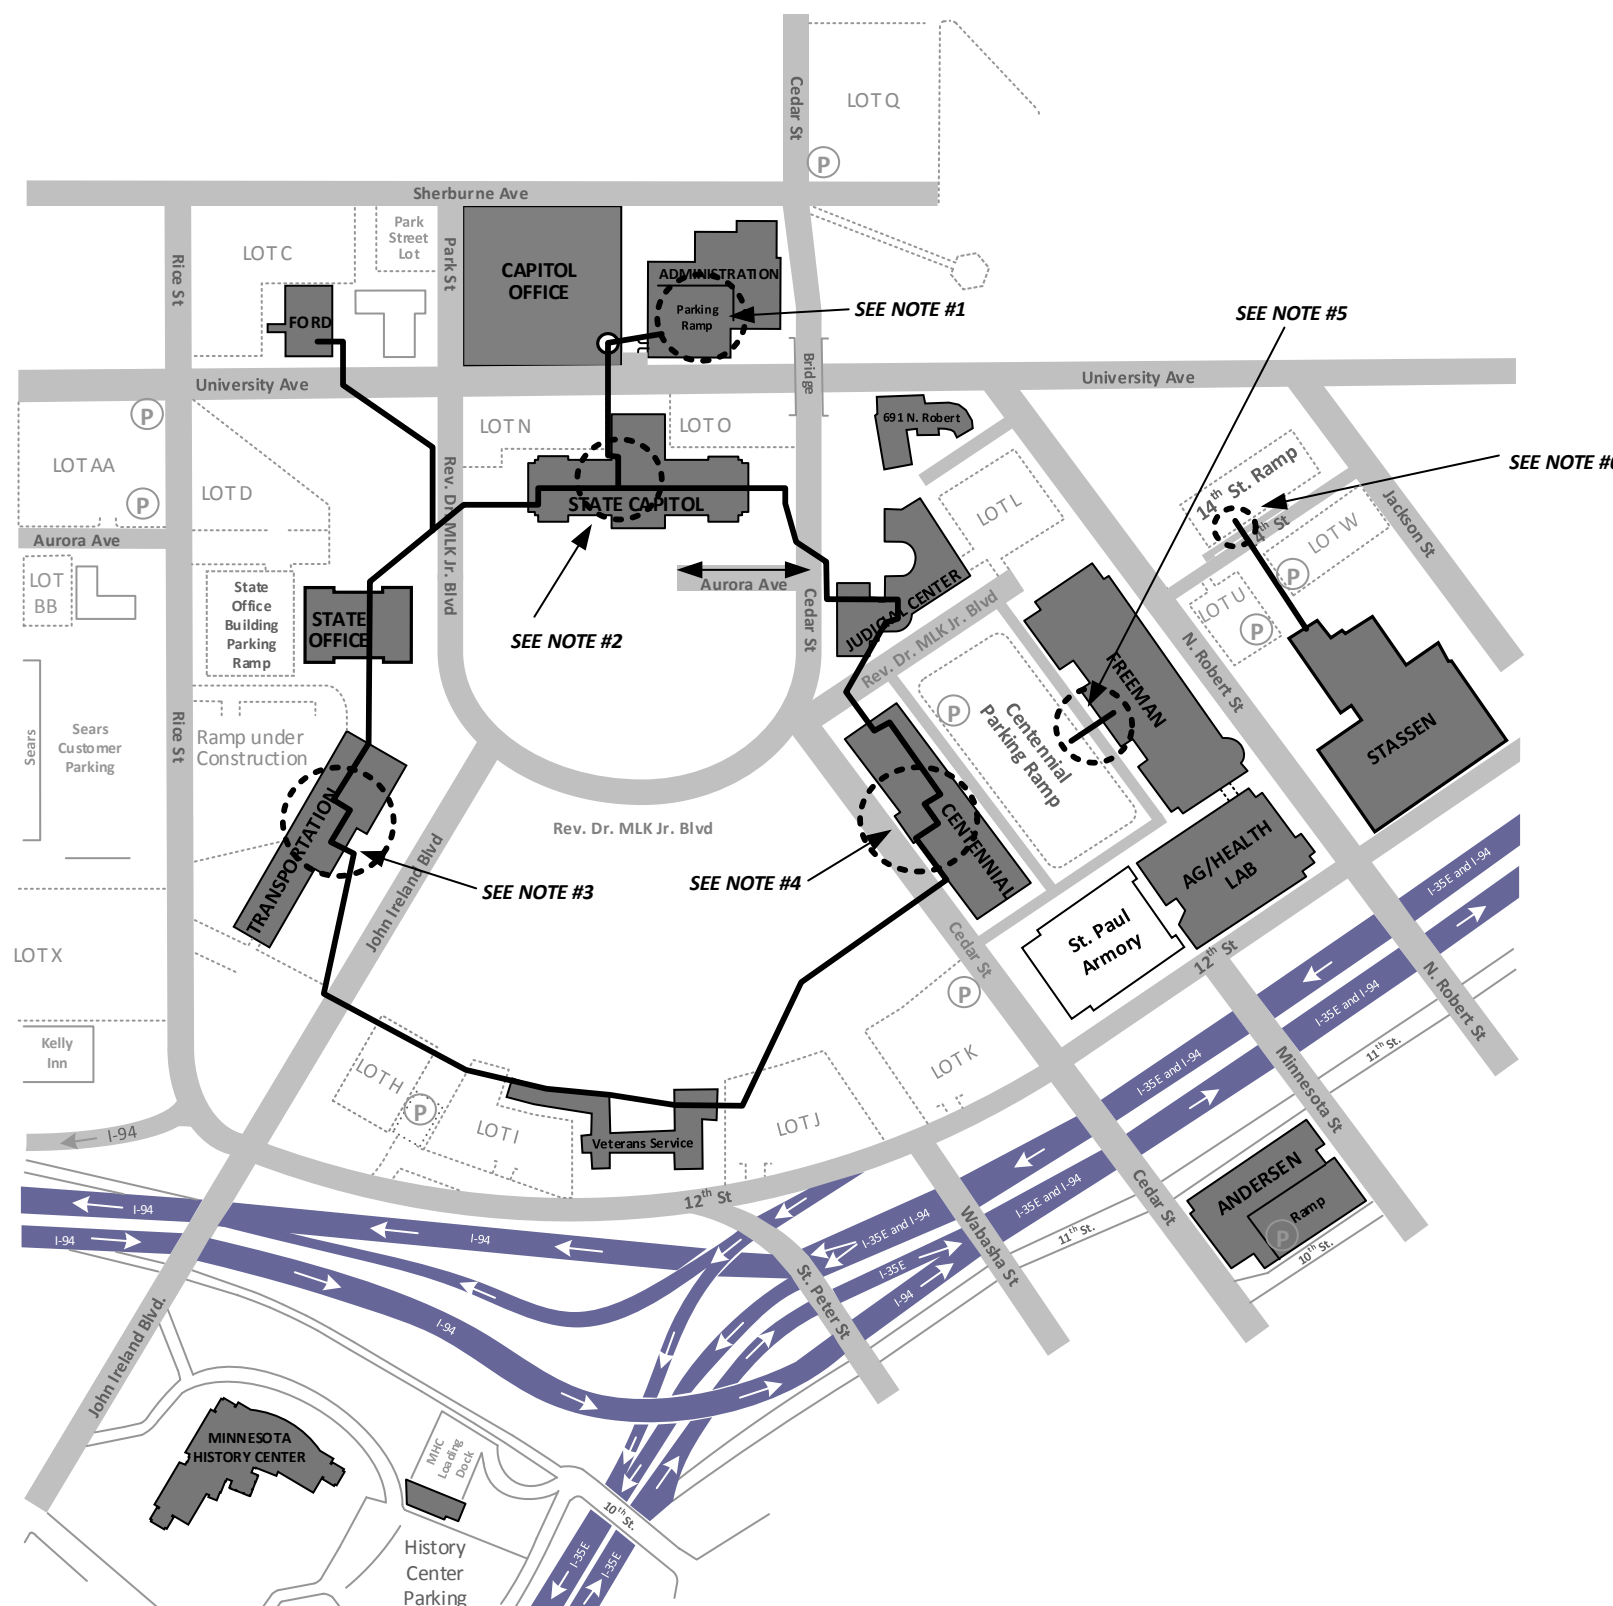 Cedar St
LOT Q
P
Sherburne Ave
LOT C
Park
Street
Lot
Park St
Rice St
CAPITOL
OFFICE
ADMINISTRATION
Parking
Ramp
SEE NOTE #1
SEE NOTE #5
FORD
University Ave
Bridge
University Ave
P
LOT N
LOT O
691 N. Robert
LOT AA
P
LOT D
Rev. Dr. MLK Jr. Blvd
STATE CAPITOL
LOT L
14th St. Ramp
SEE NOTE #6
Jackson St
LOT W
P
Aurora Ave
LOT
BB
State
Office
Building
Parking
Ramp
STATE
OFFICE
SEE NOTE #2
Aurora Ave
Cedar St
JUDICIAL CENTER
Rev. Dr. MLK Jr. Blvd
LOT U
P
N. Robert St
FREEMAN
STASSEN
Sears
Sears
Customer
Parking
Rice St
Ramp under
Construction
P
Centennial
Parking Ramp
TRANSPORTATION
Rev. Dr. MLK Jr. Blvd
John Ireland Blvd
SEE NOTE #3
SEE NOTE #4
CENTENNIAL
AG/HEALTH
LAB
St. Paul
Armory
12th St
I-35E and I-94
I-35E and I-94
N. Robert St
LOT X
Cedar St
P
Kelly
Inn
LOT H
P
LOT I
Veterans Service
LOT J
LOT K
I-35E and I-94
11th St.
Minnesota St
I-94
I-94
I-94
I-94
12th St
I-35E and I-94
I-35E and I-94
I-35E
I-94
Wabasha St
11th St.
Cedar St
ANDERSEN
Ramp
P
10th St.
I-94
St. Peter St
John Ireland Blvd.
MINNESOTA
HISTORY CENTER
MHC
Loading
Dock
10th St.
I-35E
I-35E
History
Center
Parking